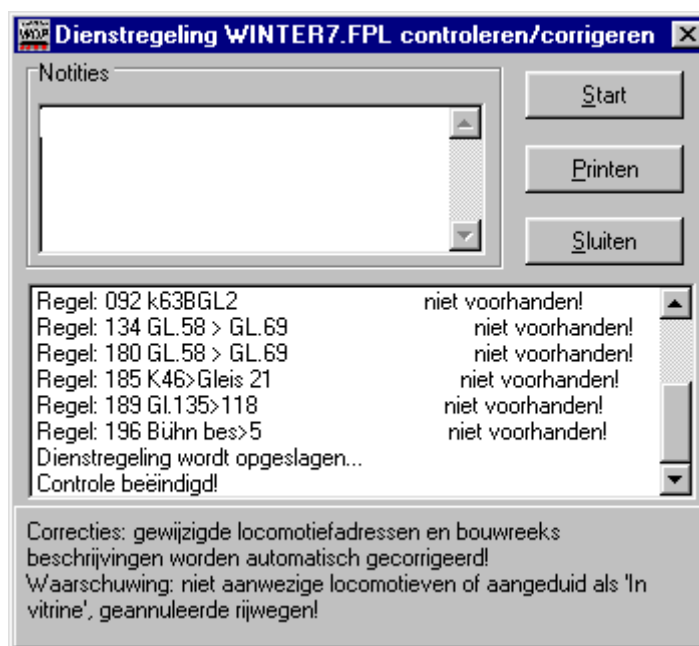 Dienstregeling WINTER7.FPL controleren/corrigeren
Notities
Start
Printen
Sluiten
Regel: 092 k63BGL2 niet voorhanden!
Regel: 134 GL.58 > GL.69 niet voorhanden!
Regel: 180 GL.58 > GL.69 niet voorhanden!
Regel: 185 K46>Gleis 21 niet voorhanden!
Regel: 189 Gl.135>118 niet voorhanden!
Regel: 196 Bühn bes>5 niet voorhanden!
Dienstregeling wordt opgeslagen...
Controle beëindigd!
Correcties: gewijzigde locomotiefadressen en bouwreeks
beschrijvingen worden automatisch gecorrigeerd!
Waarschuwing: niet aanwezige locomotieven of aangeduid als 'In
vitrine', geannuleerde rijwegen!